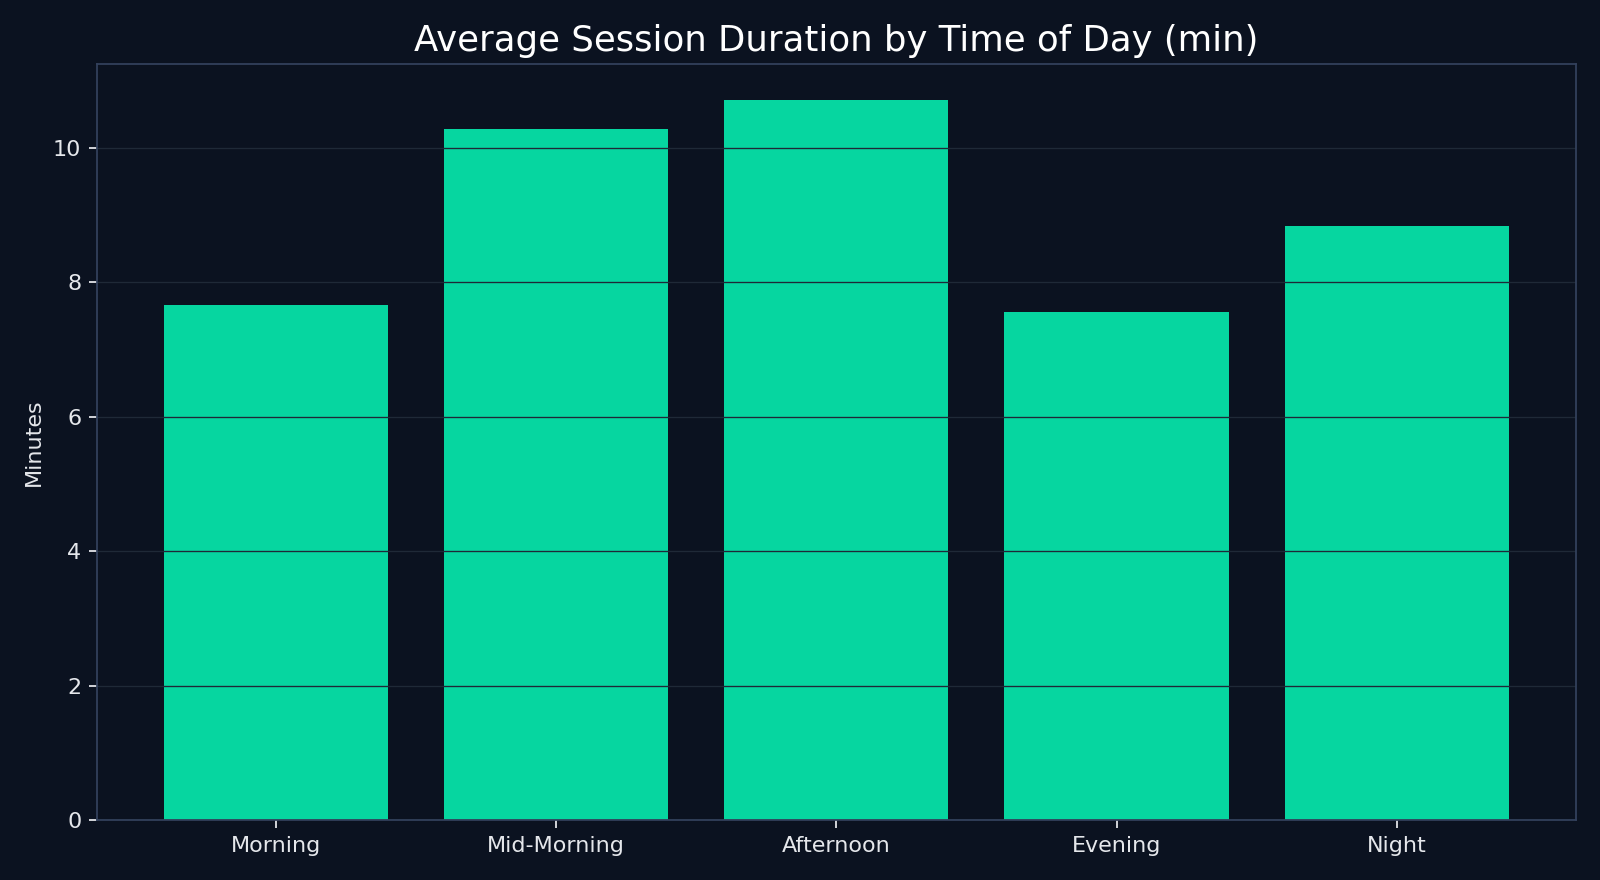 Average Session Duration by Time of Day (min)
Minutes
10
8
6
4
2
0
Morning
Mid-Morning
Afternoon
Evening
Night